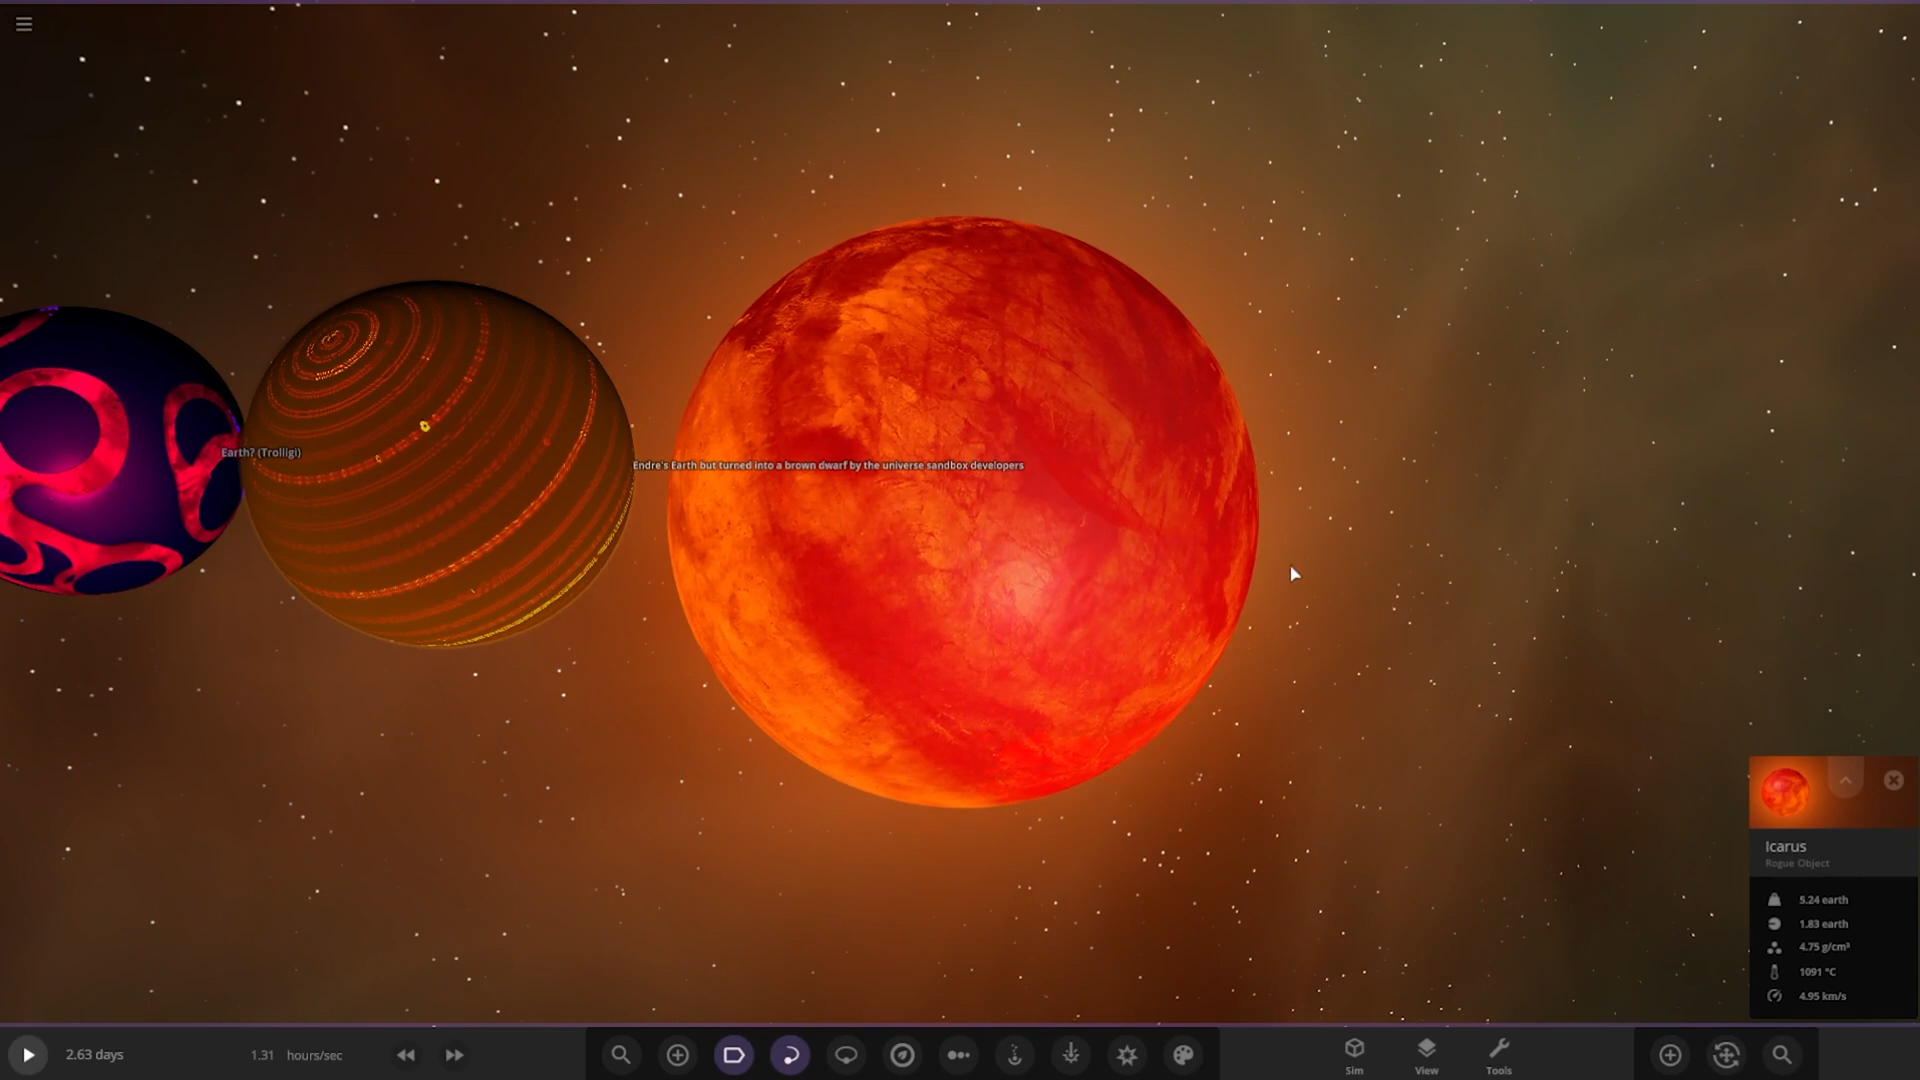 Earth? (Trolligi)
Endre's Earth but turned into a brown dwarf by the universe sandbox developers
Icarus
Rogue Object
5.24 earth
1.83 earth
4.75 g/cm³
1091 °C
4.95 km/s
2.63 days
1.31 hours/sec
Sim
View
Tools